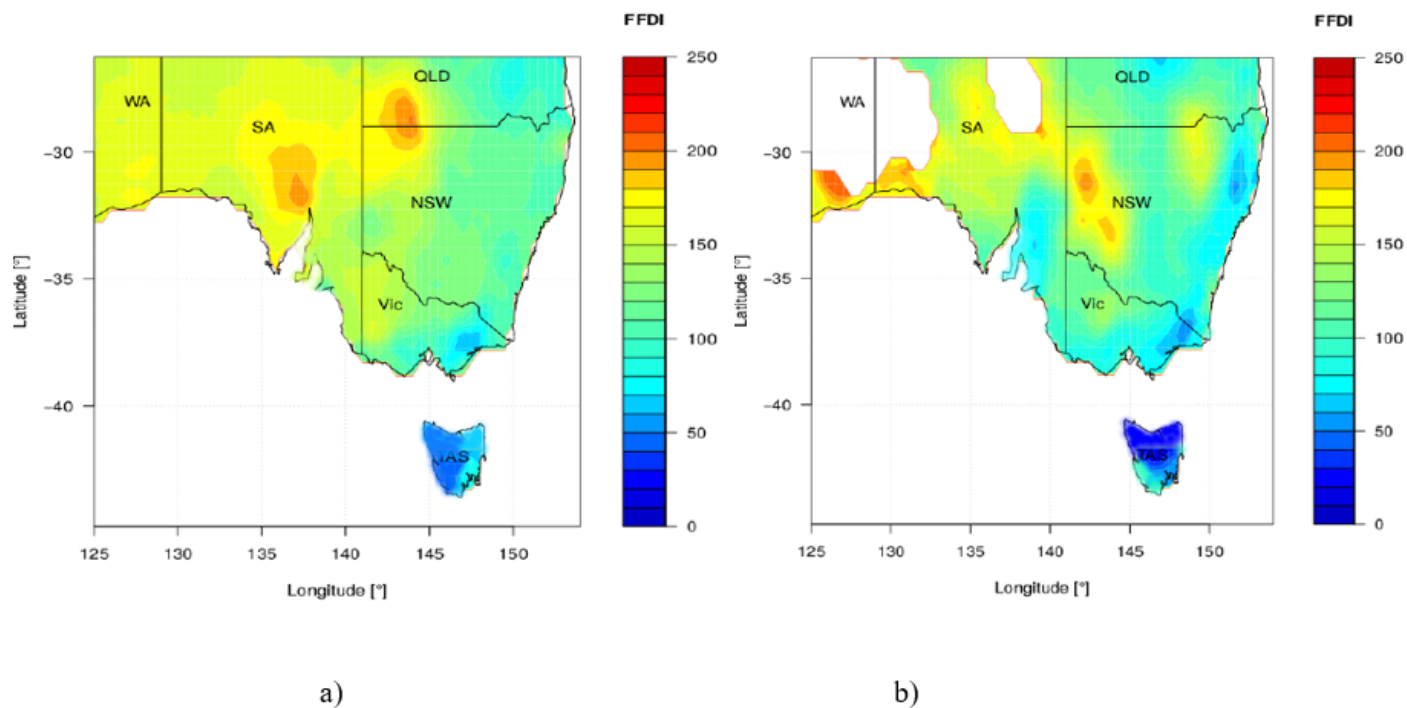 FFDI
250
200
150
100
50
0
WA
SA
QLD
NSW
Vic
TAS
−30
−35
−40
Latitude [°]
125 130 135 140 145 150
Longitude [°]
FFDI
250
200
150
100
50
0
WA
SA
QLD
NSW
Vic
TAS
−30
−35
−40
Latitude [°]
125 130 135 140 145 150
Longitude [°]
a) b)